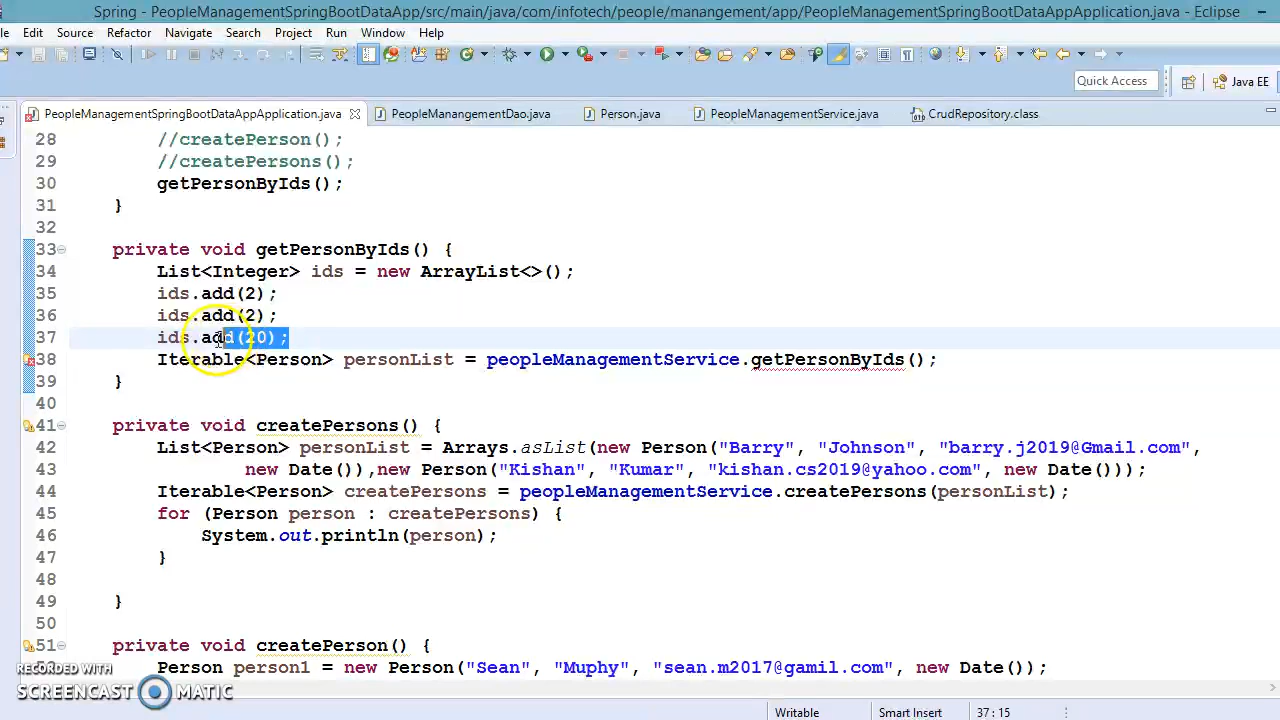 Spring - PeopleManagementSpringBootDataApp/src/main/java/com/infotech/people/manangement/app/PeopleManagementSpringBootDataAppApplication.java - Eclipse
le Edit Source Refactor Navigate Search Project Run Window Help
Quick Access Java EE
PeopleManagementSpringBootDataAppApplication.java PeopleManangementDao.java Person.java PeopleManagementService.java CrudRepository.class
28 //createPerson();
29 //createPersons();
30 getPersonByIds();
31 }
32
33 private void getPersonByIds() {
34 List<Integer> ids = new ArrayList<>();
35 ids.add(2);
36 ids.add(2);
37 ids.add(20);
38 Iterable<Person> personList = peopleManagementService.getPersonByIds();
39 }
40
41 private void createPersons() {
42 List<Person> personList = Arrays.asList(new Person("Barry", "Johnson", "barry.j2019@Gmail.com",
43 new Date()),new Person("Kishan", "Kumar", "kishan.cs2019@yahoo.com", new Date()));
44 Iterable<Person> createPersons = peopleManagementService.createPersons(personList);
45 for (Person person : createPersons) {
46 System.out.println(person);
47 }
48
49 }
50
51 private void createPerson() {
Person person1 = new Person("Sean", "Muphy", "sean.m2017@gamil.com", new Date());
RECORDED WITH
SCREENCAST MATIC
Writable Smart Insert 37 : 15